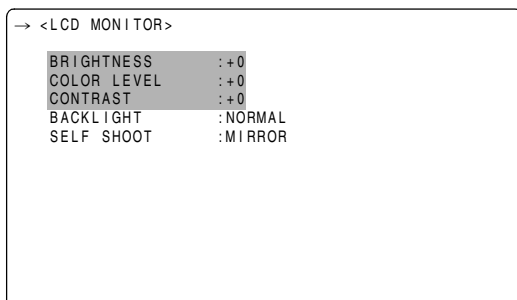 → <LCD MONITOR>
BRIGHTNESS :+0
COLOR LEVEL :+0
CONTRAST :+0
BACKLIGHT :NORMAL
SELF SHOOT :MIRROR